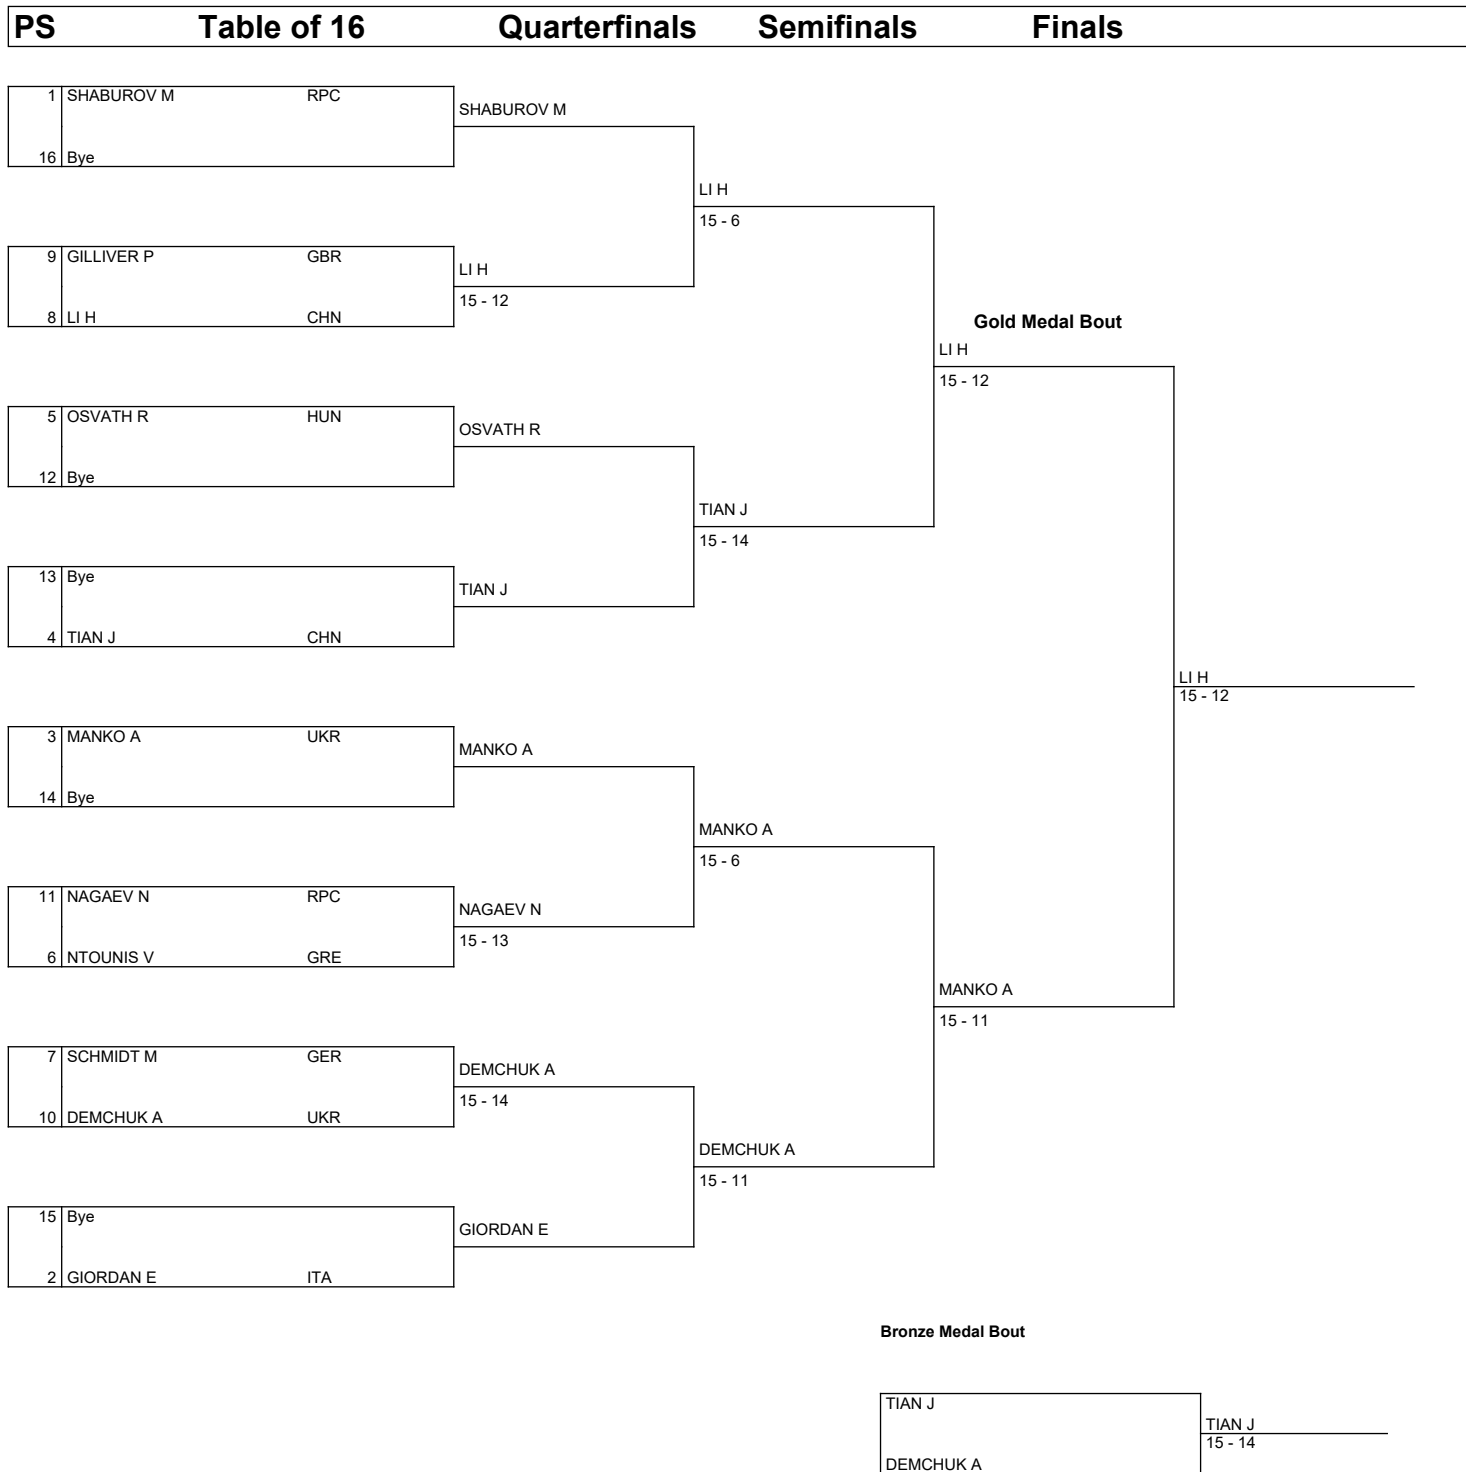 PS Table of 16 Quarterfinals Semifinals Finals
1 SHABUROV M RPC
SHABUROV M
16 Bye
LI H
15 - 6
9 GILLIVER P GBR
LI H
15 - 12
8 LI H CHN
Gold Medal Bout
LI H
15 - 12
5 OSVATH R HUN
OSVATH R
12 Bye
TIAN J
15 - 14
13 Bye
TIAN J
4 TIAN J CHN
LI H
15 - 12
3 MANKO A UKR
MANKO A
14 Bye
MANKO A
15 - 6
11 NAGAEV N RPC
NAGAEV N
15 - 13
6 NTOUNIS V GRE
MANKO A
15 - 11
7 SCHMIDT M GER
DEMCHUK A
15 - 14
10 DEMCHUK A UKR
DEMCHUK A
15 - 11
15 Bye
GIORDAN E
2 GIORDAN E ITA
Bronze Medal Bout
TIAN J
TIAN J
15 - 14
DEMCHUK A